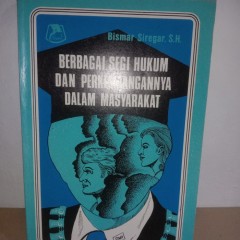 Bismar Siregar S.H.
BERBAGAI SEGI HUKUM
DAN PERKEMBANGANNYA
DALAM MASYARAKAT